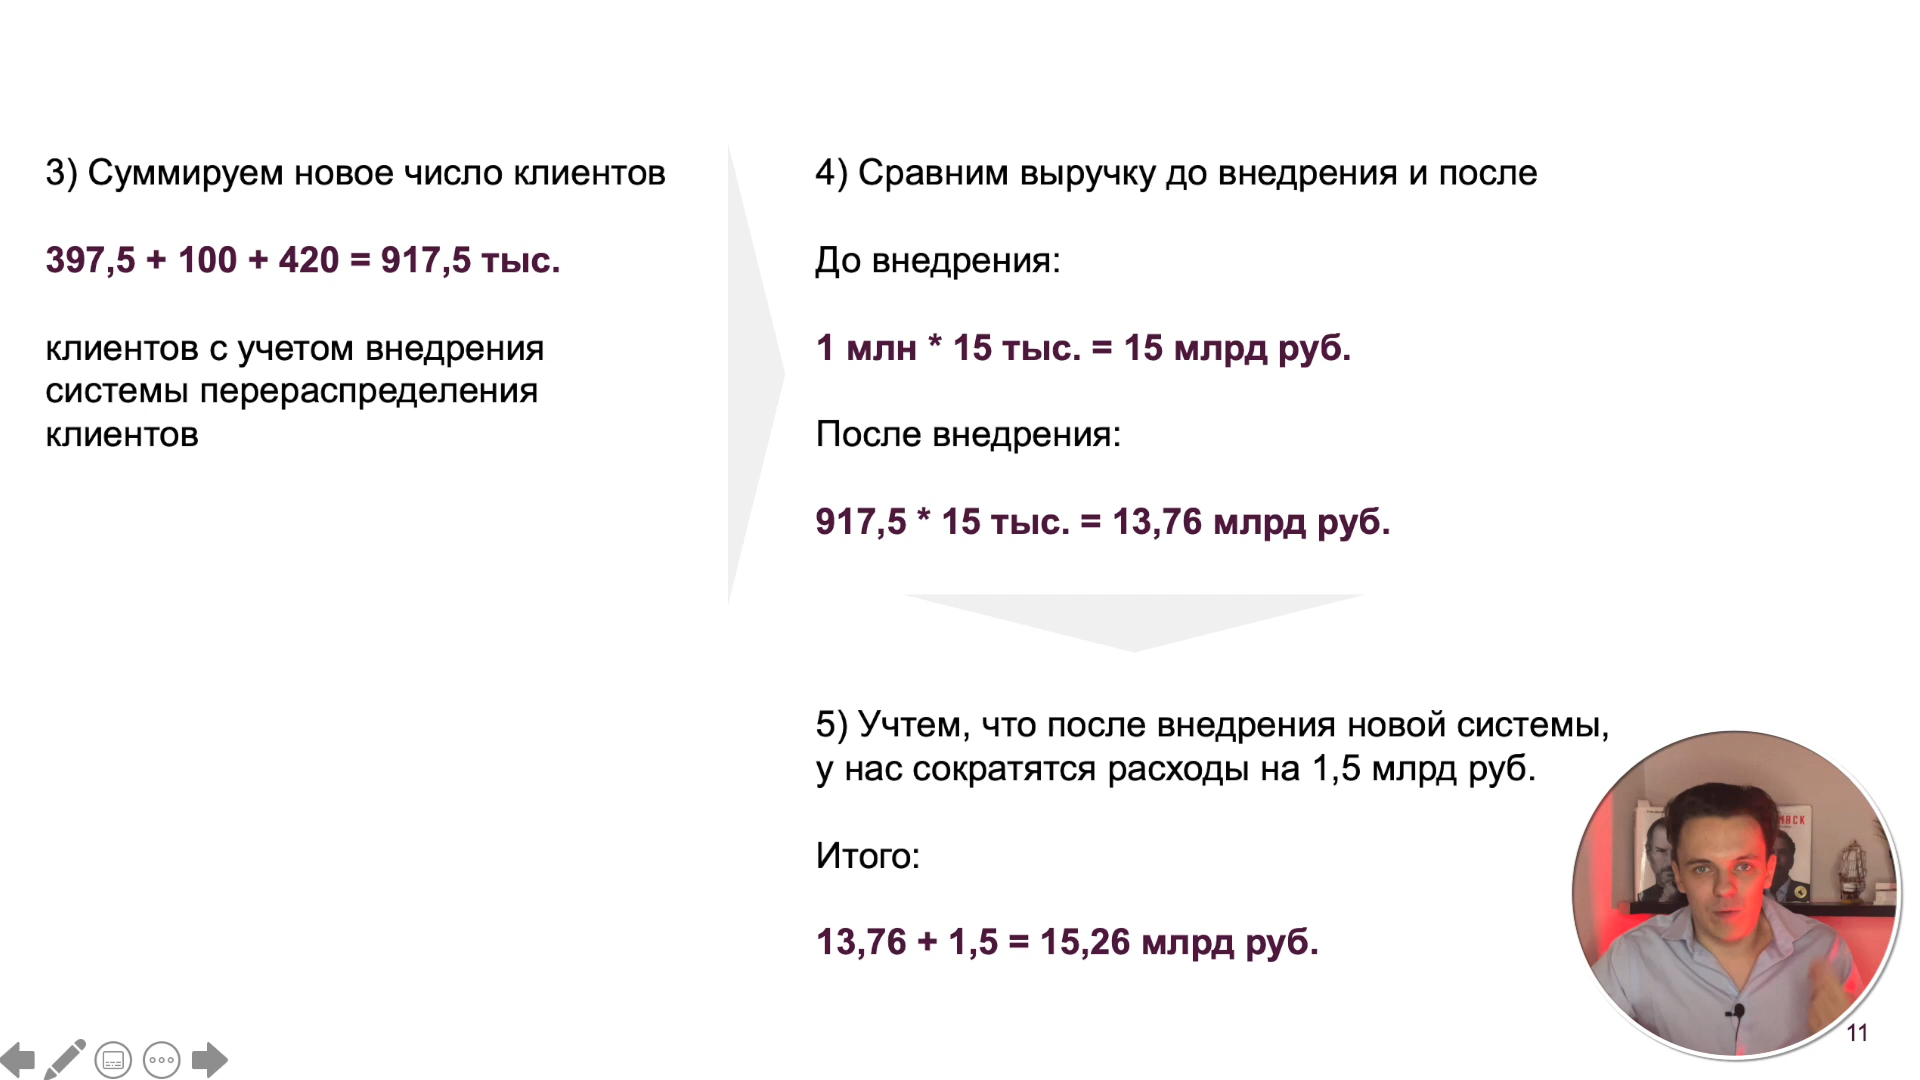 3) Суммируем новое число клиентов
397,5 + 100 + 420 = 917,5 тыс.
клиентов с учетом внедрения
системы перераспределения
клиентов
4) Сравним выручку до внедрения и после
До внедрения:
1 млн * 15 тыс. = 15 млрд руб.
После внедрения:
917,5 * 15 тыс. = 13,76 млрд руб.
5) Учтем, что после внедрения новой системы,
у нас сократятся расходы на 1,5 млрд руб.
Итого:
13,76 + 1,5 = 15,26 млрд руб.
11